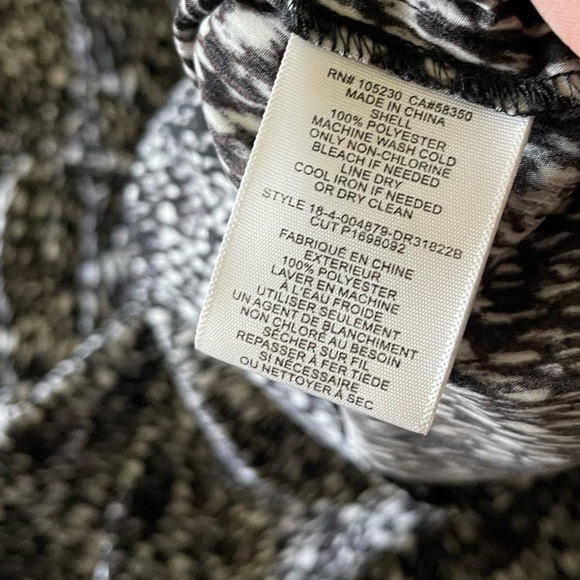 RN# 105230 CA#58350
MADE IN CHINA
SHELL
100% POLYESTER
MACHINE WASH COLD
ONLY NON-CHLORINE
BLEACH IF NEEDED
LINE DRY
COOL IRON IF NEEDED
OR DRY CLEAN
STYLE 18-4-004879-DR31822B
CUT P1698092
FABRIQUÉ EN CHINE
EXTERIEUR
100% POLYESTER
LAVER EN MACHINE
À L'EAU FROIDE
UTILISER SEULEMENT
UN AGENT DE BLANCHIMENT
NON CHLORÉ AU BESOIN
SÉCHER SUR FIL
REPASSER À FER TIÈDE
SI NÉCESSAIRE
OU NETTOYER À SEC